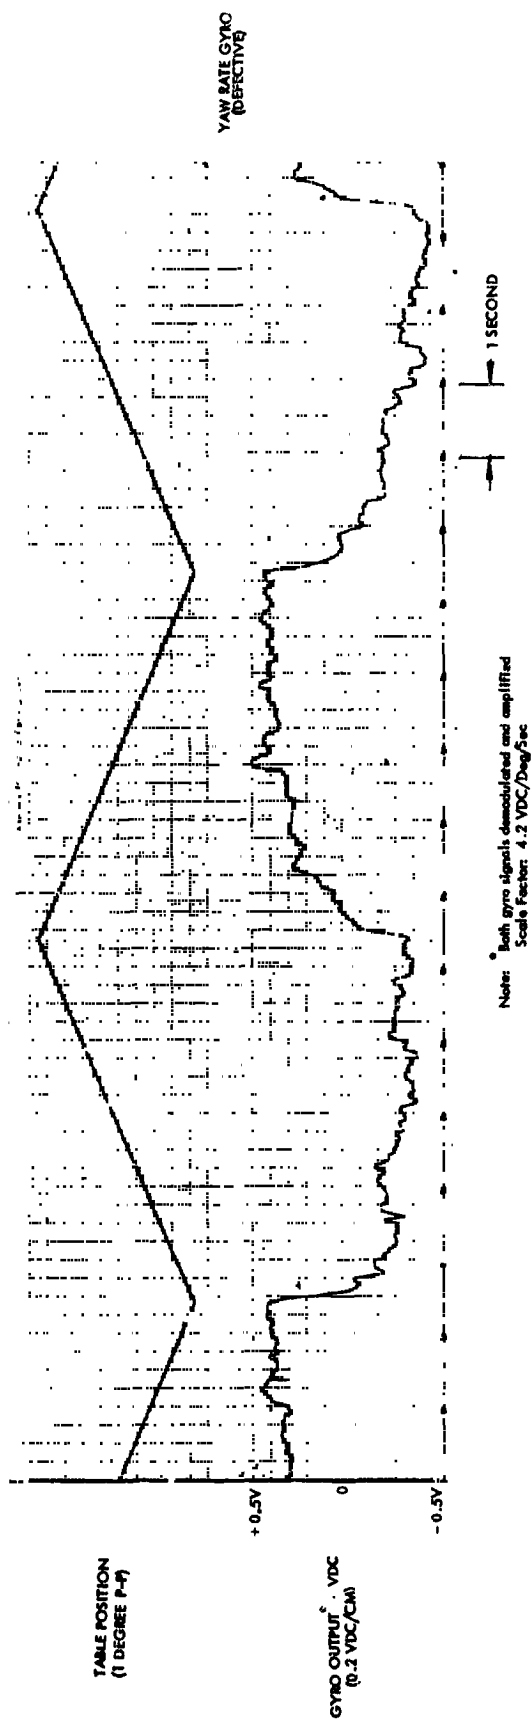 YAW RATE GYRO
(DEFECTIVE)
TABLE POSITION
(1 DEGREE P-P)
GYRO OUTPUT* - VDC
(0.2 VDC/CM)
+0.5V
0
-0.5V
1 SECOND
Note: *Both gyro signals demodulated and amplified
Scale Factor: 4.2 VDC/Deg/Sec